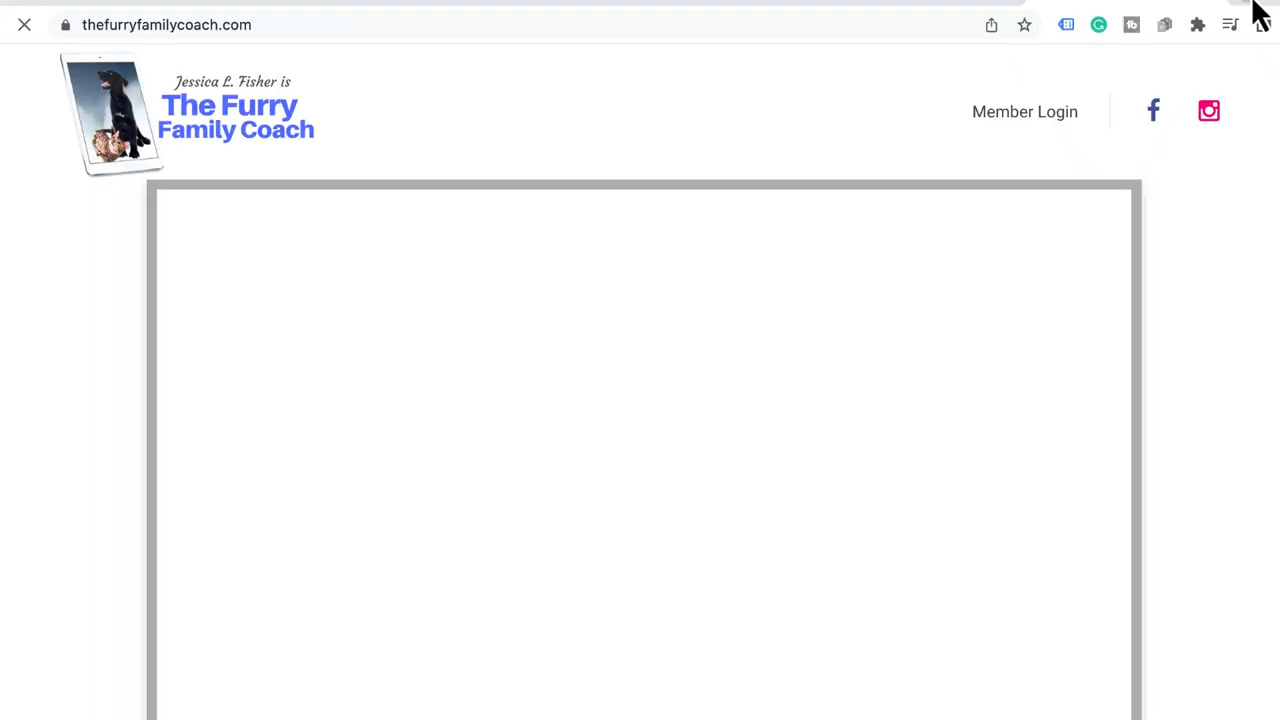 thefurryfamilycoach.com
Jessica L. Fisher is
The Furry
Family Coach
Member Login